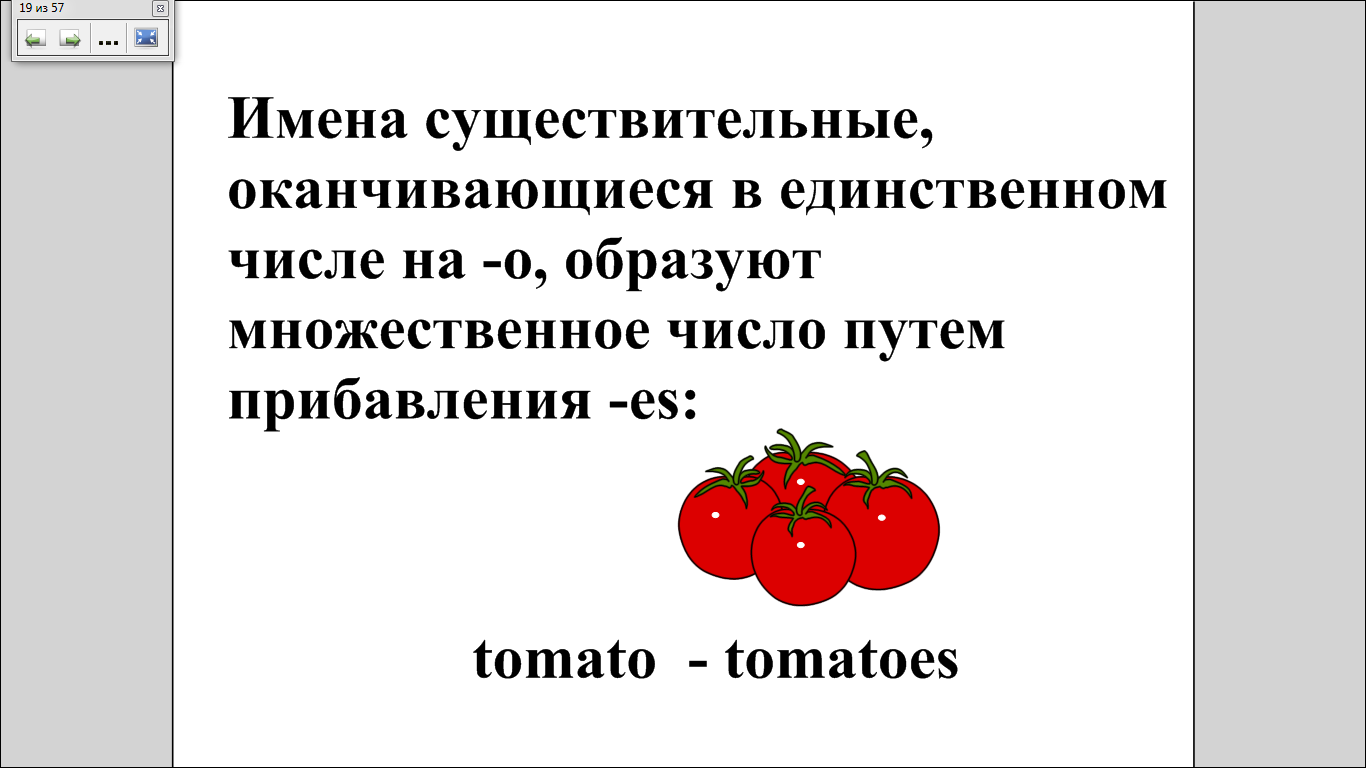 19 из 57
...
Имена существительные,
оканчивающиеся в единственном
числе на -о, образуют
множественное число путем
прибавления -es:
tomato - tomatoes